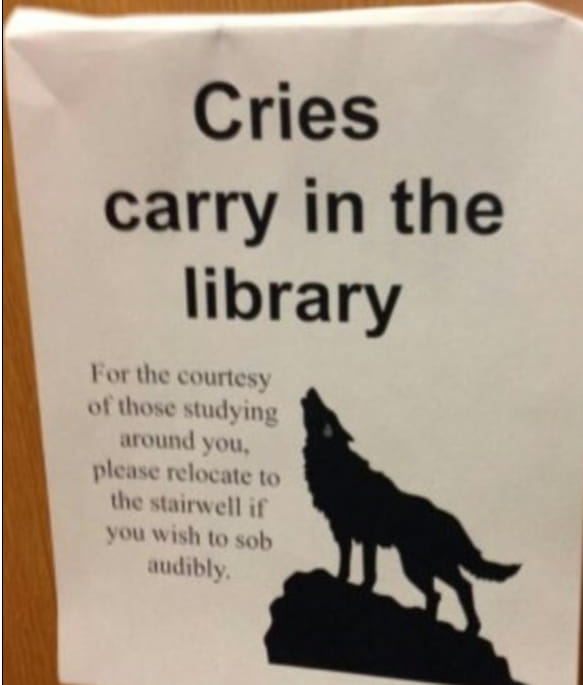 Cries
carry in the
library
For the courtesy
of those studying
around you,
please relocate to
the stairwell if
you wish to sob
audibly.